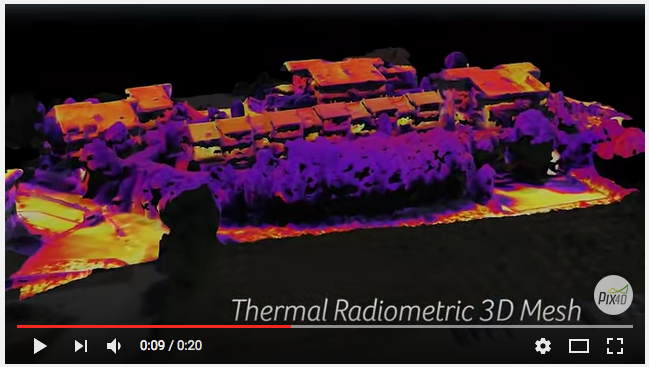 PIX4D
Thermal Radiometric 3D Mesh
0:09 / 0:20